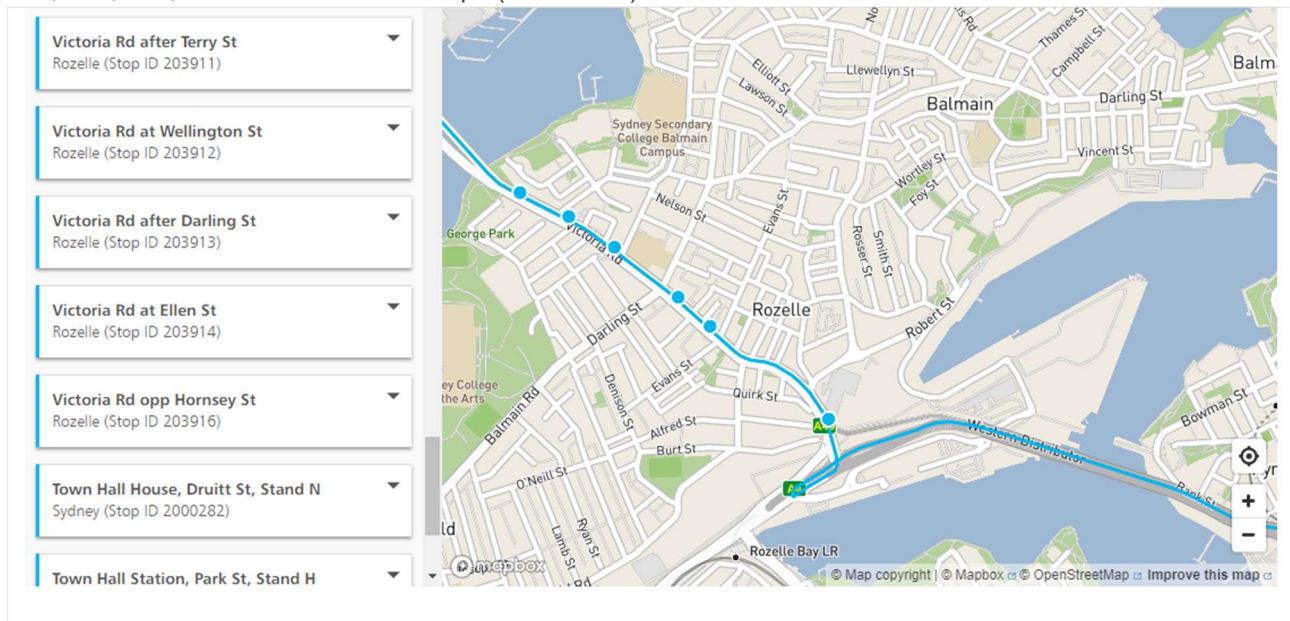 Victoria Rd after Terry St
Rozelle (Stop ID 203911)
Victoria Rd at Wellington St
Rozelle (Stop ID 203912)
Victoria Rd after Darling St
Rozelle (Stop ID 203913)
Victoria Rd at Ellen St
Rozelle (Stop ID 203914)
Victoria Rd opp Hornsey St
Rozelle (Stop ID 203916)
Town Hall House, Druitt St, Stand N
Sydney (Stop ID 2000282)
Town Hall Station, Park St, Stand H
Thames St
Campbell St
Elliott St
Llewellyn St
Lawson St
Balmain
Darling St
Sydney Secondary
College Balmain
Campus
Vincent St
Wortley St
Foy St
Nelson St
Evans St
George Park
Victoria Rd
Rosser St
Smith St
Rozelle
Darling St
Robert St
Evans St
Denison St
Quirk St
Balmain Rd
Bowman St
Alfred St
Western Distributor
Burt St
O'Neill St
Bank St
Ryan St
Lamb St
Rozelle Bay LR
mapbox
© Map copyright | © Mapbox © OpenStreetMap Improve this map